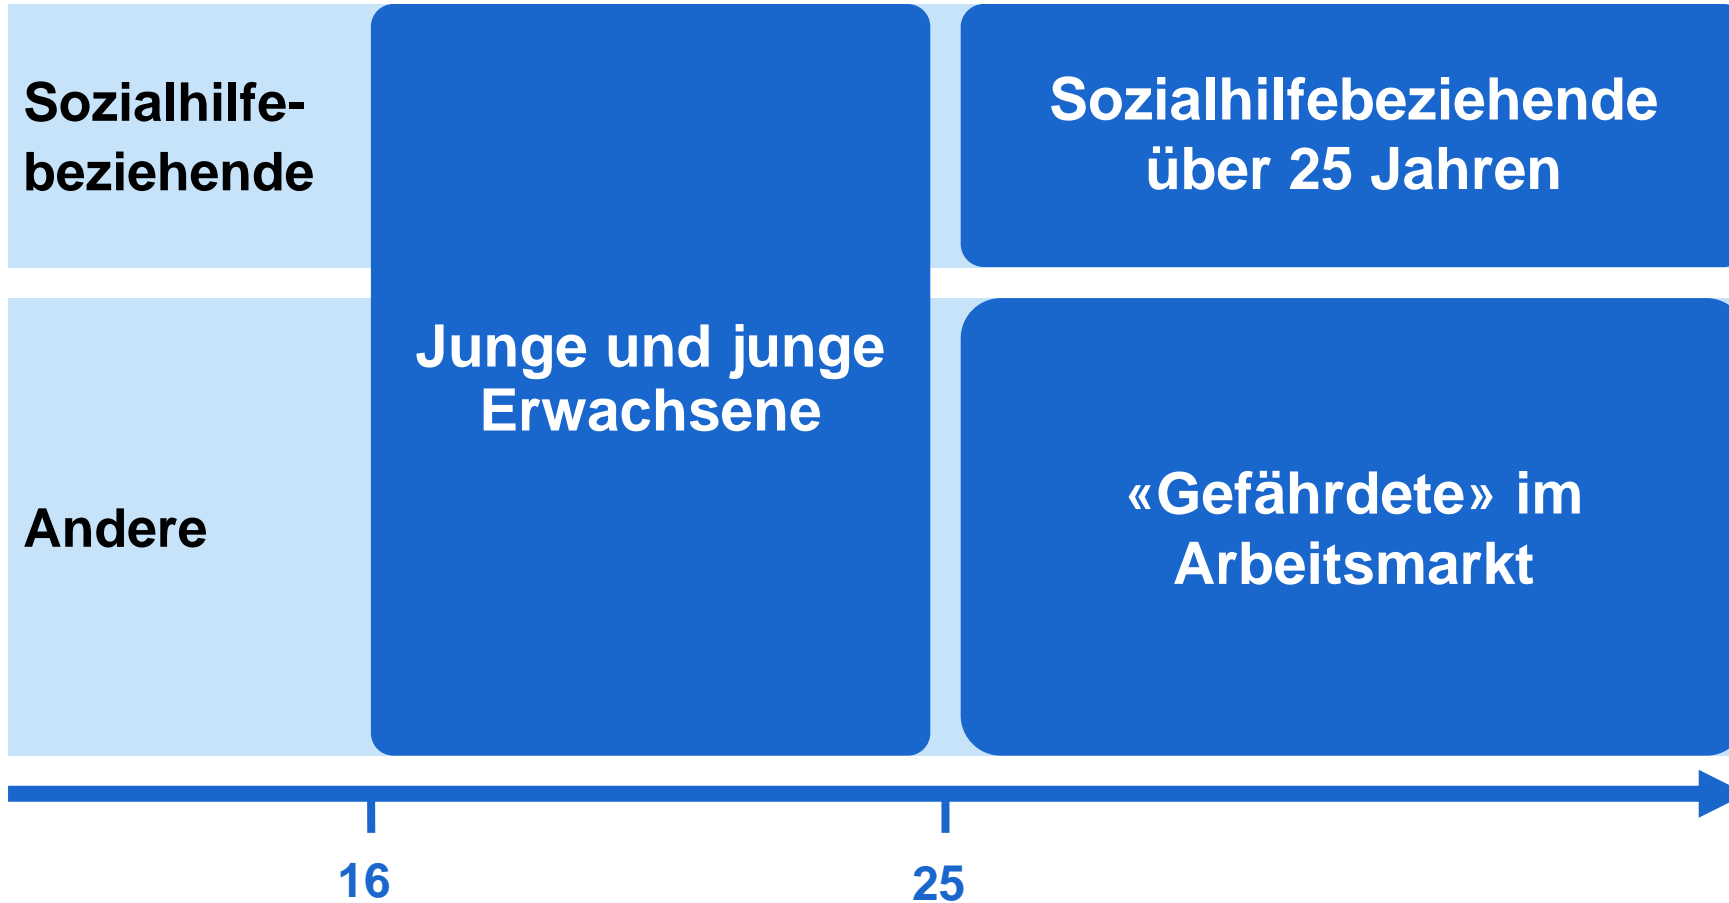 Sozialhilfe-
beziehende
Sozialhilfebeziehende
über 25 Jahren
Junge und junge
Erwachsene
Andere
«Gefährdete» im
Arbeitsmarkt
16
25